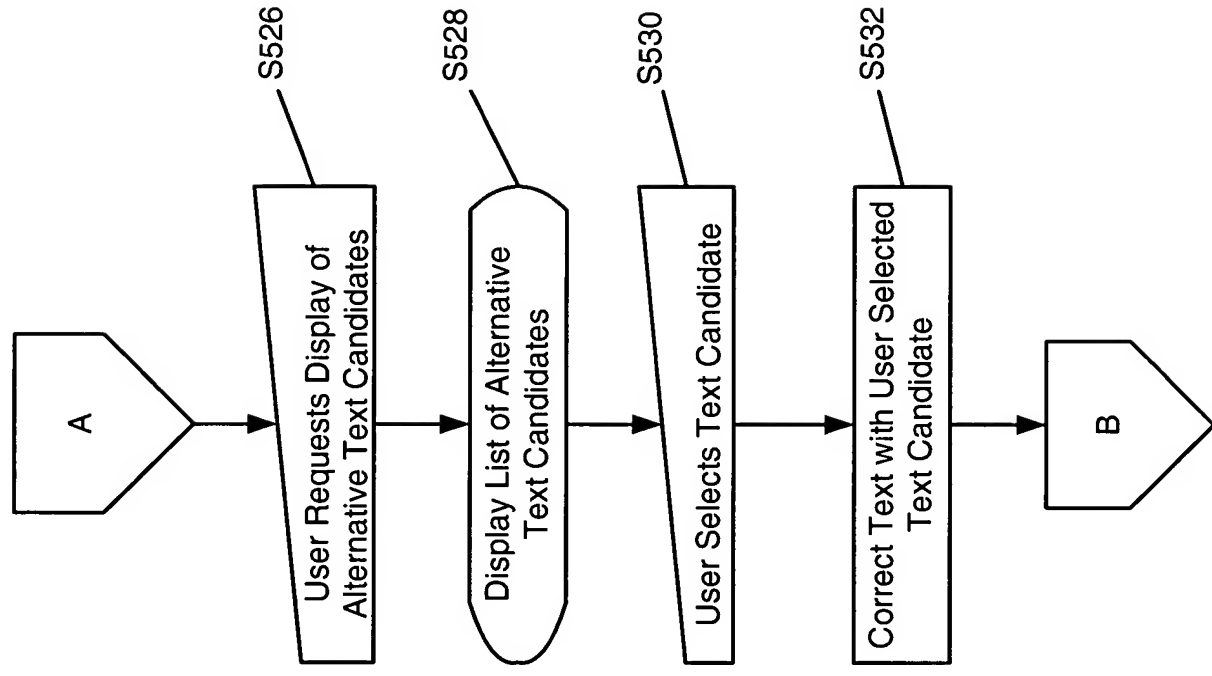 A
User Requests Display of
Alternative Text Candidates
S526
Display List of Alternative
Text Candidates
S528
User Selects Text Candidate
S530
Correct Text with User Selected
Text Candidate
S532
B